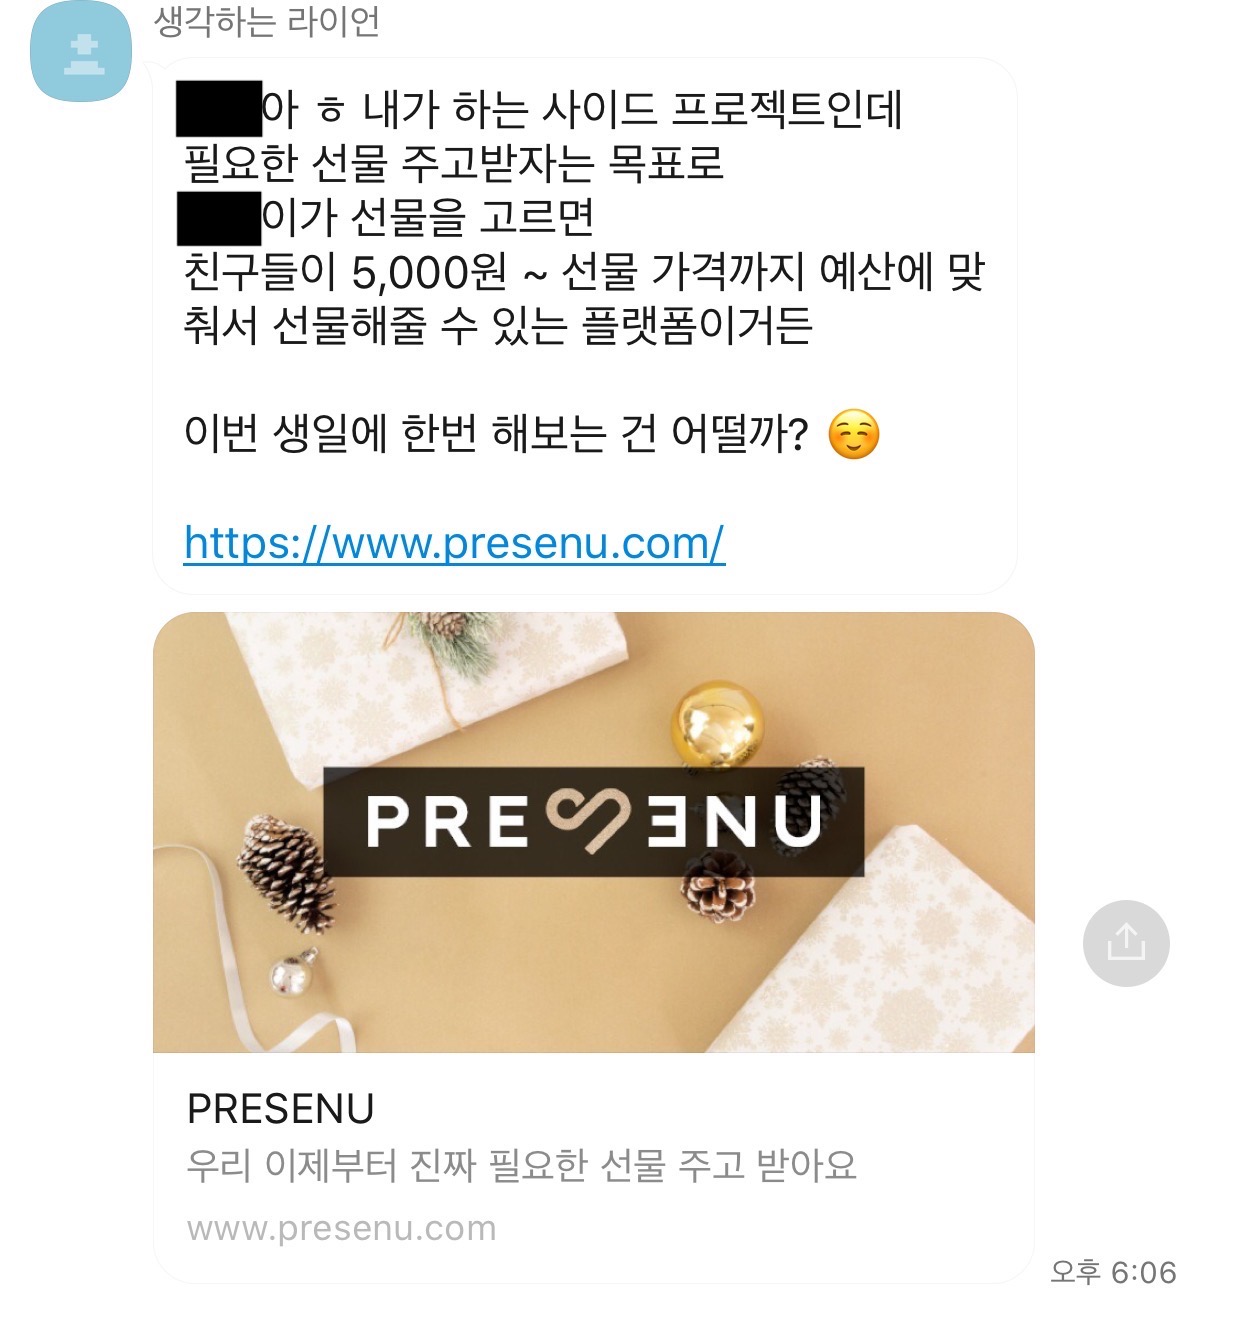 생각하는 라이언
아 ㅎ 내가 하는 사이드 프로젝트인데
필요한 선물 주고받자는 목표로
이가 선물을 고르면
친구들이 5,000원 ~ 선물 가격까지 예산에 맞
춰서 선물해줄 수 있는 플랫폼이거든
이번 생일에 한번 해보는 건 어떨까? ☺️
https://www.presenu.com/
PRESENU
PRESENU
우리 이제부터 진짜 필요한 선물 주고 받아요
www.presenu.com
오후 6:06